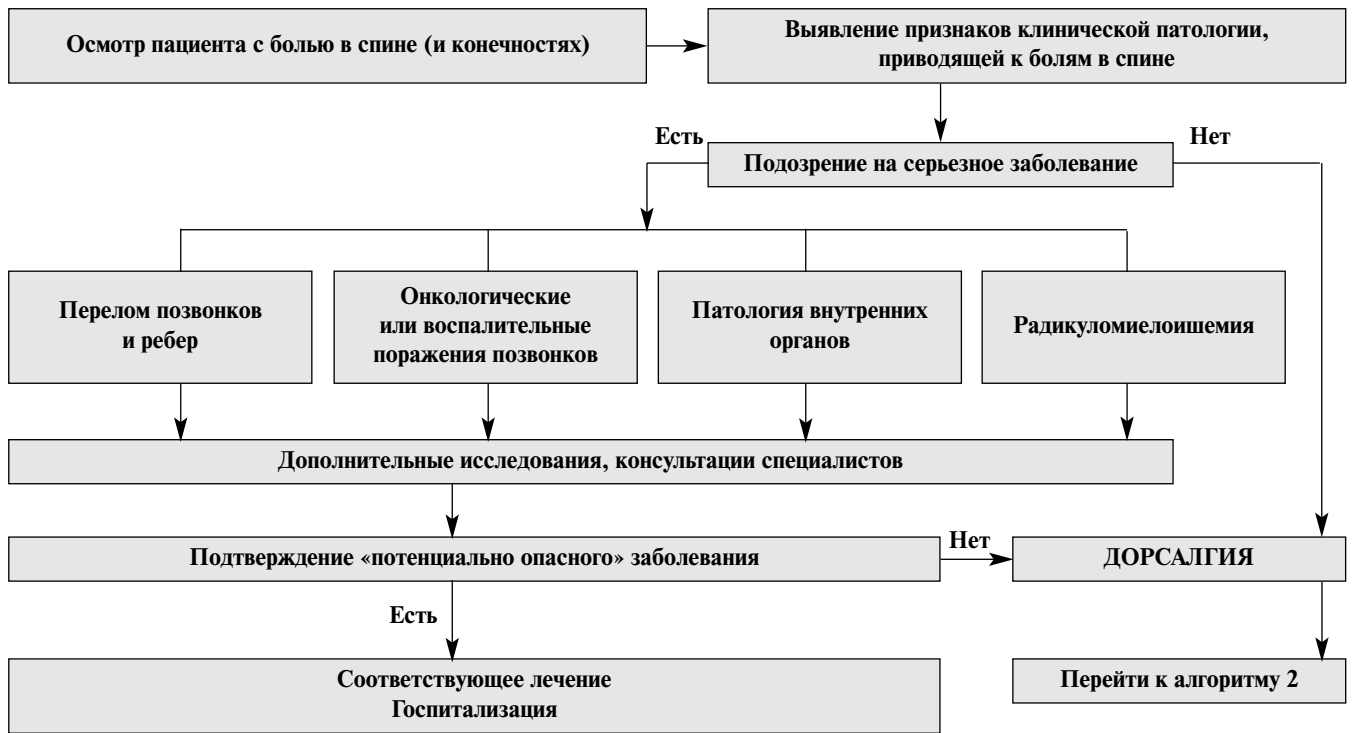 Осмотр пациента с болью в спине (и конечностях)
Выявление признаков клинической патологии,
приводящей к болям в спине
Есть
Нет
Подозрение на серьезное заболевание
Перелом позвонков
и ребер
Онкологические
или воспалительные
поражения позвонков
Патология внутренних
органов
Радикуломиелоишемия
Дополнительные исследования, консультации специалистов
Подтверждение «потенциально опасного» заболевания
Нет
ДОРСАЛГИЯ
Есть
Соответствующее лечение
Госпитализация
Перейти к алгоритму 2